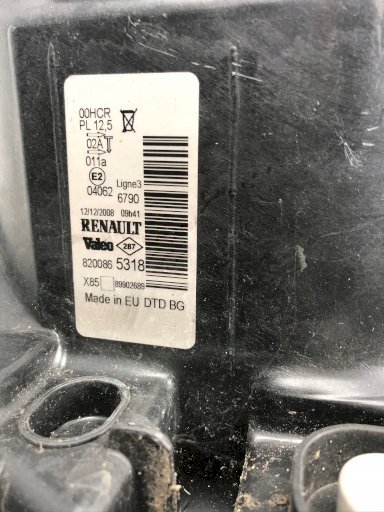 00HCR
PL 12,5
02A
011a
E2
04062
Ligne3
6790
12/12/2008 09h41
RENAULT
Valeo 287
820086 5318
X85 89902689
Made in EU DTD BG